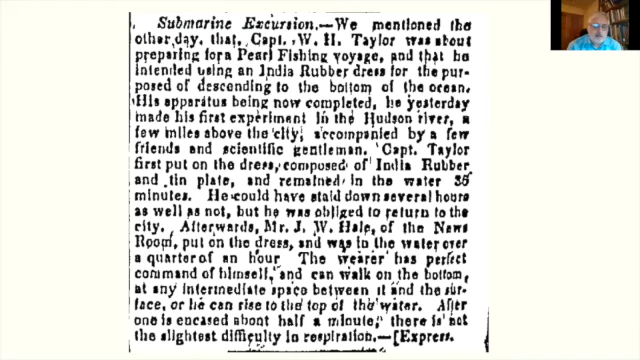 Submarine Excursion.—We mentioned the
other day, that, Capt. W. H. Taylor was about
preparing for a Pearl Fishing voyage, and that he
intended using an India Rubber dress for the pur-
posed of descending to the bottom of the ocean.
His apparatus being now completed, he yesterday
made his first experiment in the Hudson river, a
few miles above the city, accompanied by a few
friends and scientific gentleman. Capt. Taylor
first put on the dress, composed of India Rubber
and tin plate, and remained in the water 35
minutes. He could have staid down several hours
as well as not, but he was obliged to return to the
city. Afterwards, Mr. J. W. Hale, of the News
Room, put on the dress, and was in the water over
a quarter of an hour The wearer has perfect
command of himself, and can walk on the bottom,
at any intermediate space between it and the sur-
face, or he can rise to the top of the water. After
one is encased about half a minute, there is not
the slightest difficulty in respiration.—[Express.